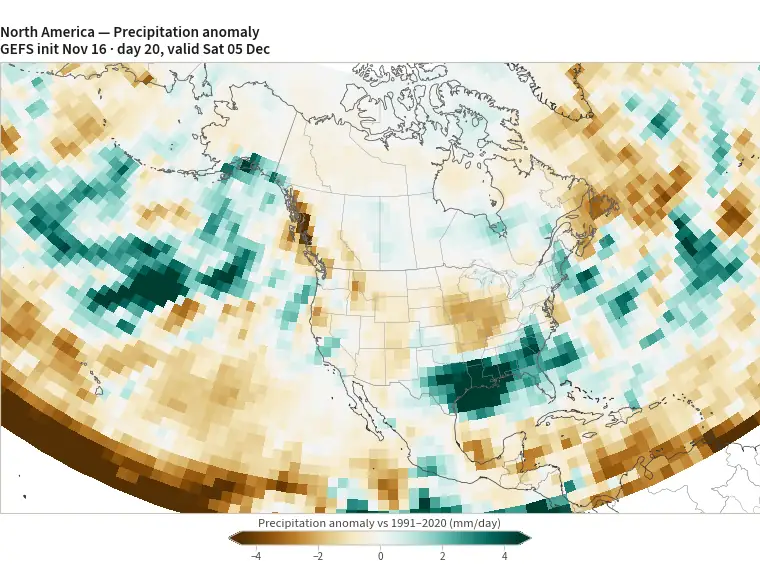 North America — Precipitation anomaly
GEFS init Nov 16 · day 20, valid Sat 05 Dec
Precipitation anomaly vs 1991–2020 (mm/day)
−4 −2 0 2 4